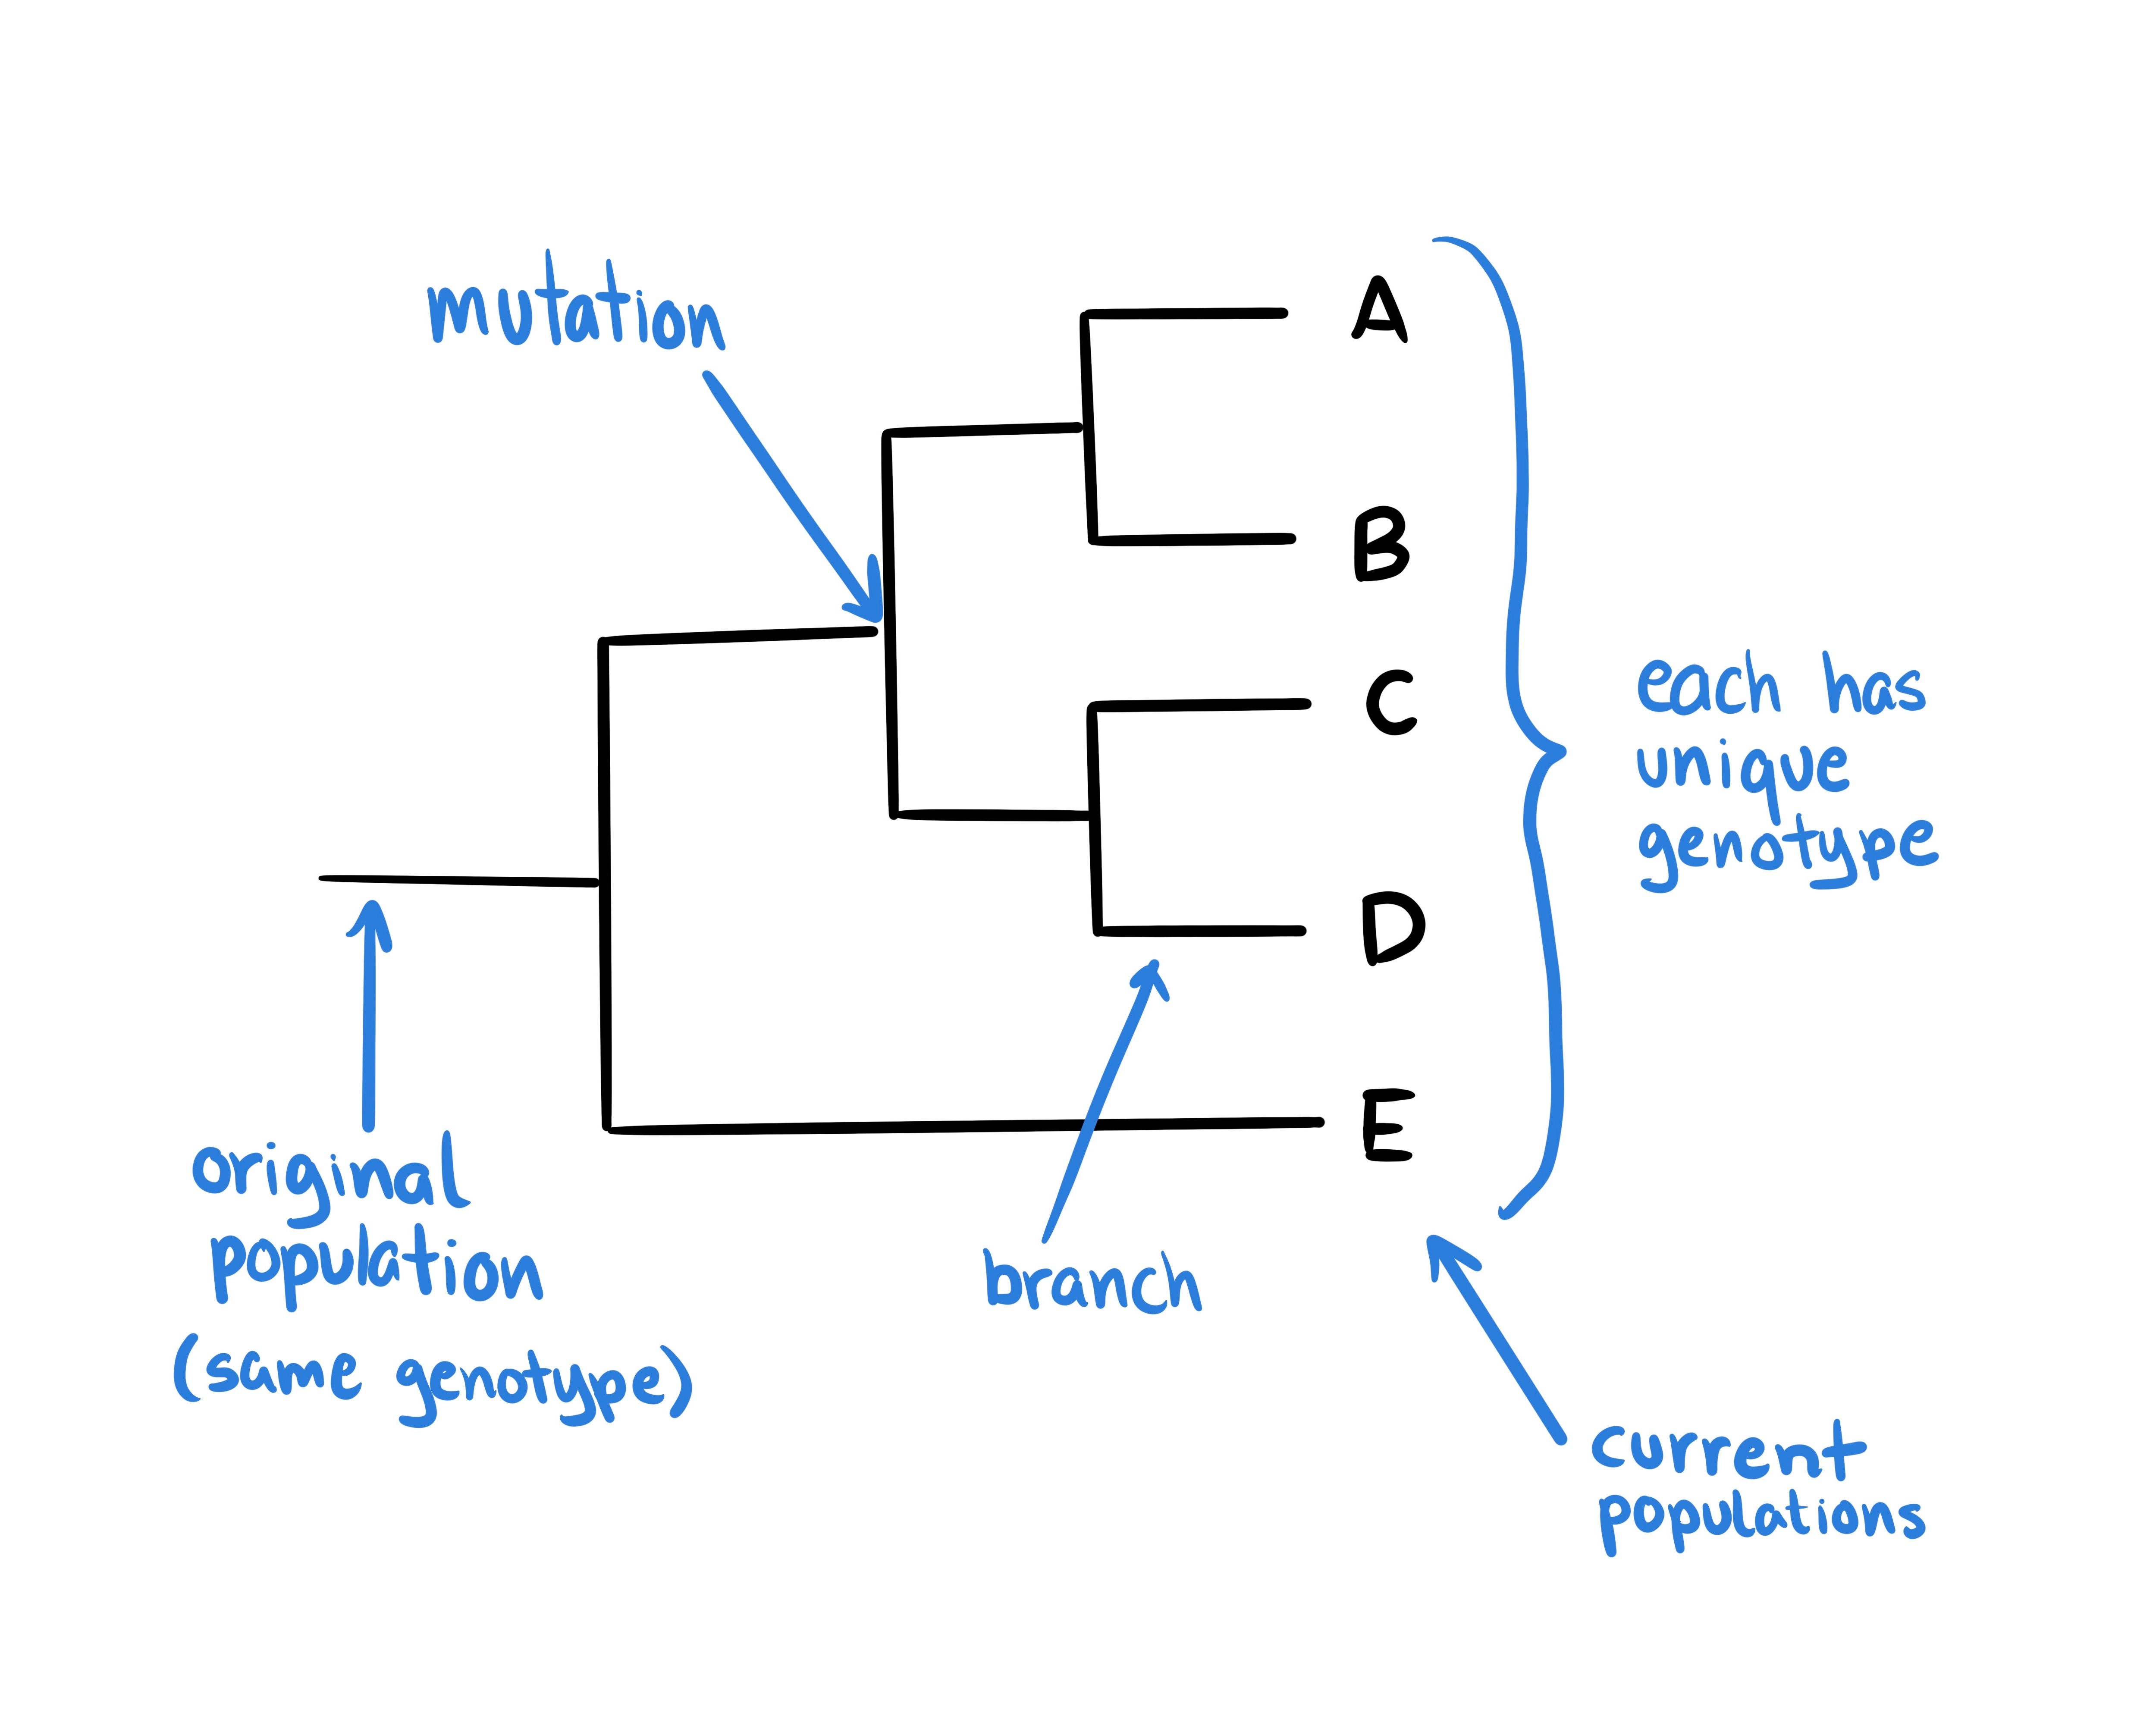 mutation
A
B
C
D
E
each has
unique
genotype
original
population
(same genotype)
branch
current
populations